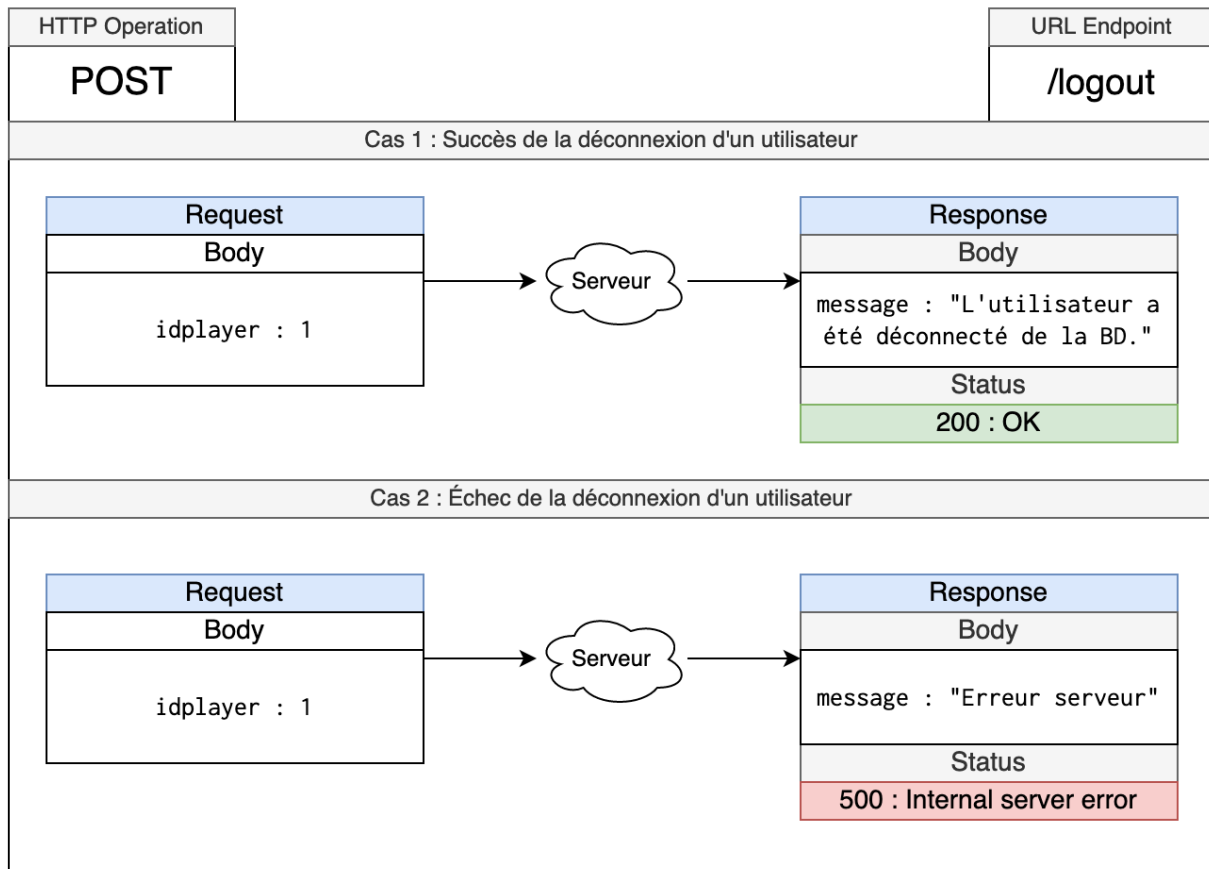 HTTP Operation
URL Endpoint
POST
/logout
Cas 1 : Succès de la déconnexion d'un utilisateur
Request
Body
idplayer : 1
Serveur
Response
Body
message : "L'utilisateur a
été déconnecté de la BD."
Status
200 : OK
Cas 2 : Échec de la déconnexion d'un utilisateur
Request
Body
idplayer : 1
Serveur
Response
Body
message : "Erreur serveur"
Status
500 : Internal server error